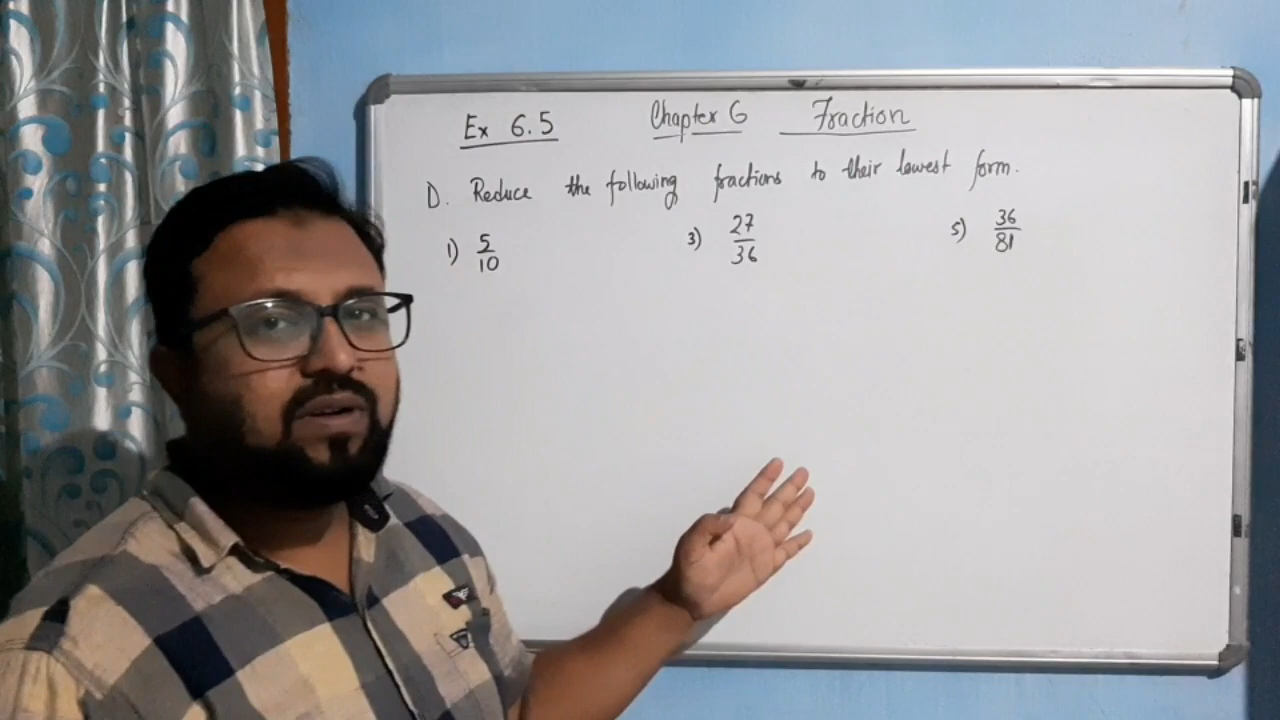 Ex 6.5 Chapter 6 Fraction
D. Reduce the following fractions to their lowest form.
1) 5/10 3) 27/36 5) 36/81